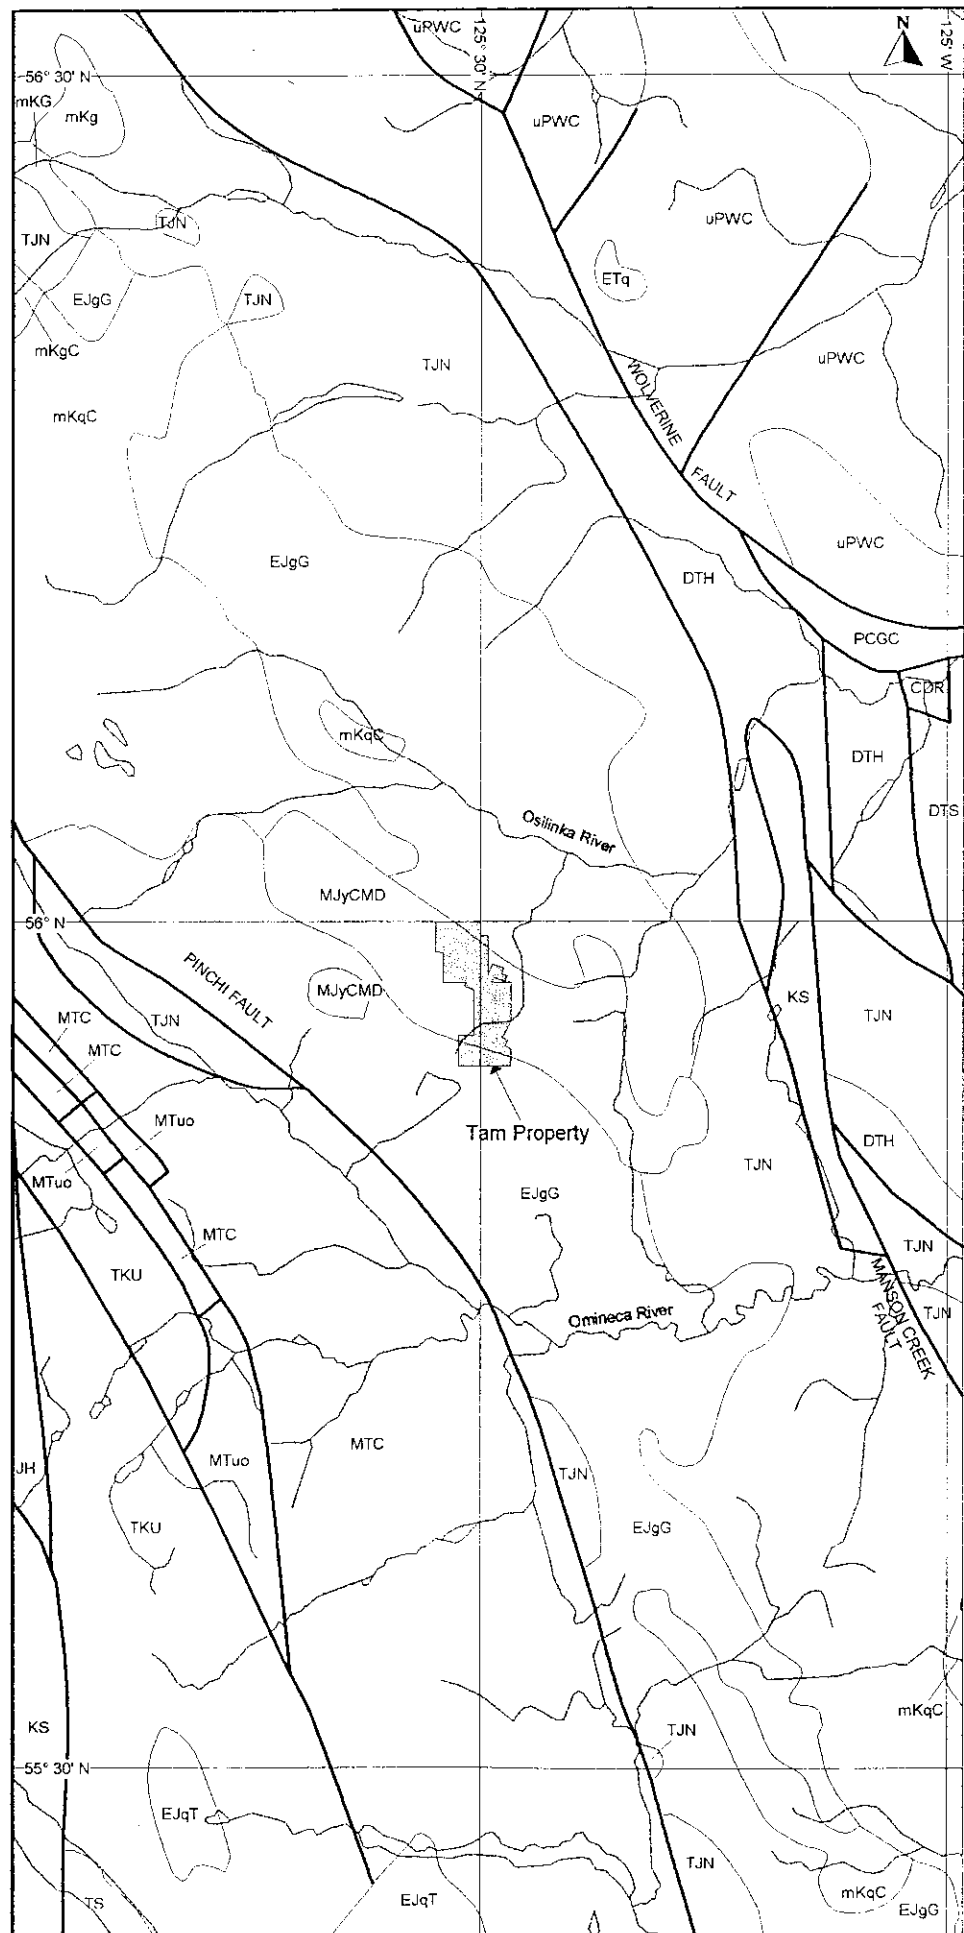 uPWC
125° 30' N
125° W
N
56° 30' N
mKG
mKg
uPWC
TJN
TJN
uPWC
ETq
EJgG
TJN
mKgC
TJN
uPWC
WOLVERINE
FAULT
mKqC
uPWC
EJgG
DTH
PCGC
CDR
mKqC
DTH
DTS
Osilinka River
MJyCMD
56° N
PINCHI FAULT
MJyCMD
KS
MTC
TJN
TJN
MTC
MTuo
Tam Property
DTH
MTuo
EJgG
TJN
MTC
TJN
TKU
TJN
Omineca River
MANSON CREEK
FAULT
MTC
JH
MTuo
TJN
TKU
EJgG
mKqC
KS
TJN
55° 30' N
EJqT
TJN
TS
EJqT
mKqC
EJgG